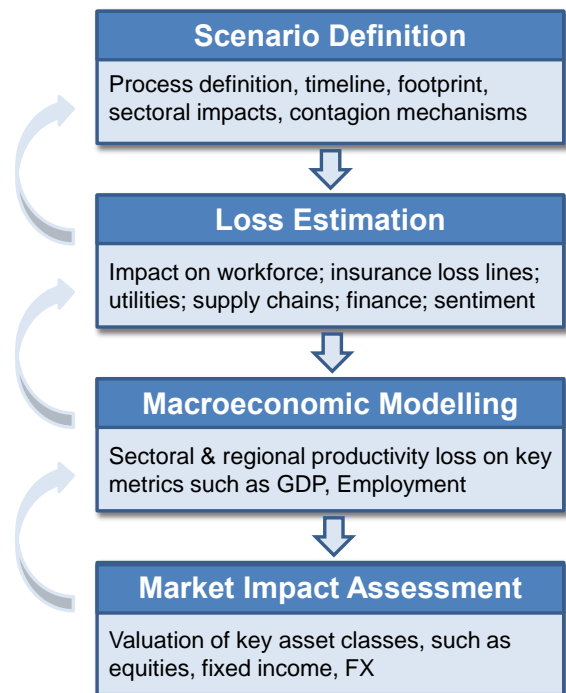 Scenario Definition
Process definition, timeline, footprint,
sectoral impacts, contagion mechanisms
Loss Estimation
Impact on workforce; insurance loss lines;
utilities; supply chains; finance; sentiment
Macroeconomic Modelling
Sectoral & regional productivity loss on key
metrics such as GDP, Employment
Market Impact Assessment
Valuation of key asset classes, such as
equities, fixed income, FX